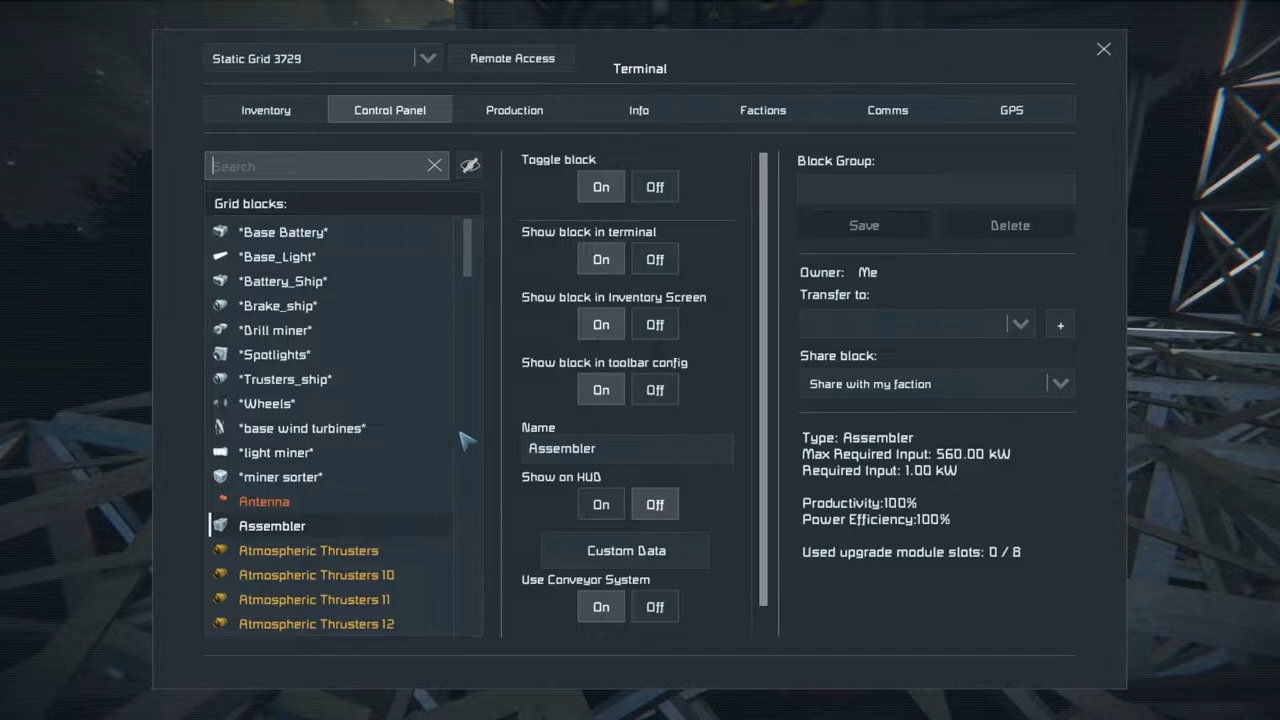 Static Grid 3729
Remote Access
Terminal
Inventory
Control Panel
Production
Info
Factions
Comms
GPS
Search
Grid blocks:
*Base Battery*
*Base_Light*
*Battery_Ship*
*Brake_ship*
*Drill miner*
*Spotlights*
*Trusters_ship*
*Wheels*
*base wind turbines*
*light miner*
*miner sorter*
Antenna
Assembler
Atmospheric Thrusters
Atmospheric Thrusters 10
Atmospheric Thrusters 11
Atmospheric Thrusters 12
Toggle block
On Off
Show block in terminal
On Off
Show block in Inventory Screen
On Off
Show block in toolbar config
On Off
Name
Assembler
Show on HUD
On Off
Custom Data
Use Conveyor System
On Off
Block Group:
Save Delete
Owner: Me
Transfer to:
+
Share block:
Share with my faction
Type: Assembler
Max Required Input: 560.00 kW
Required Input: 1.00 kW
Productivity:100%
Power Efficiency:100%
Used upgrade module slots: 0 / 8